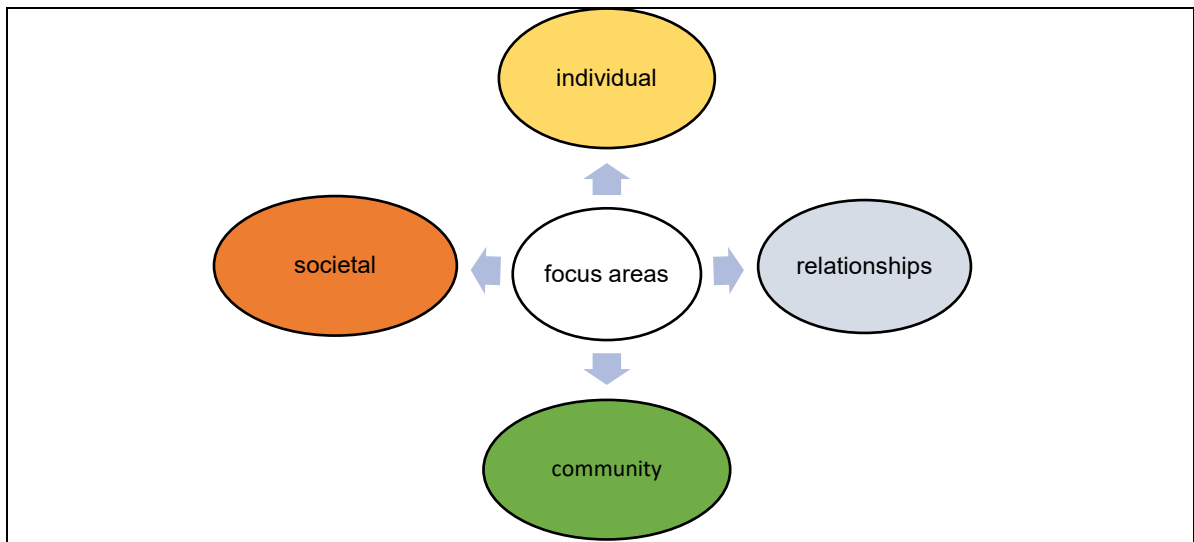 individual
societal
focus areas
relationships
community